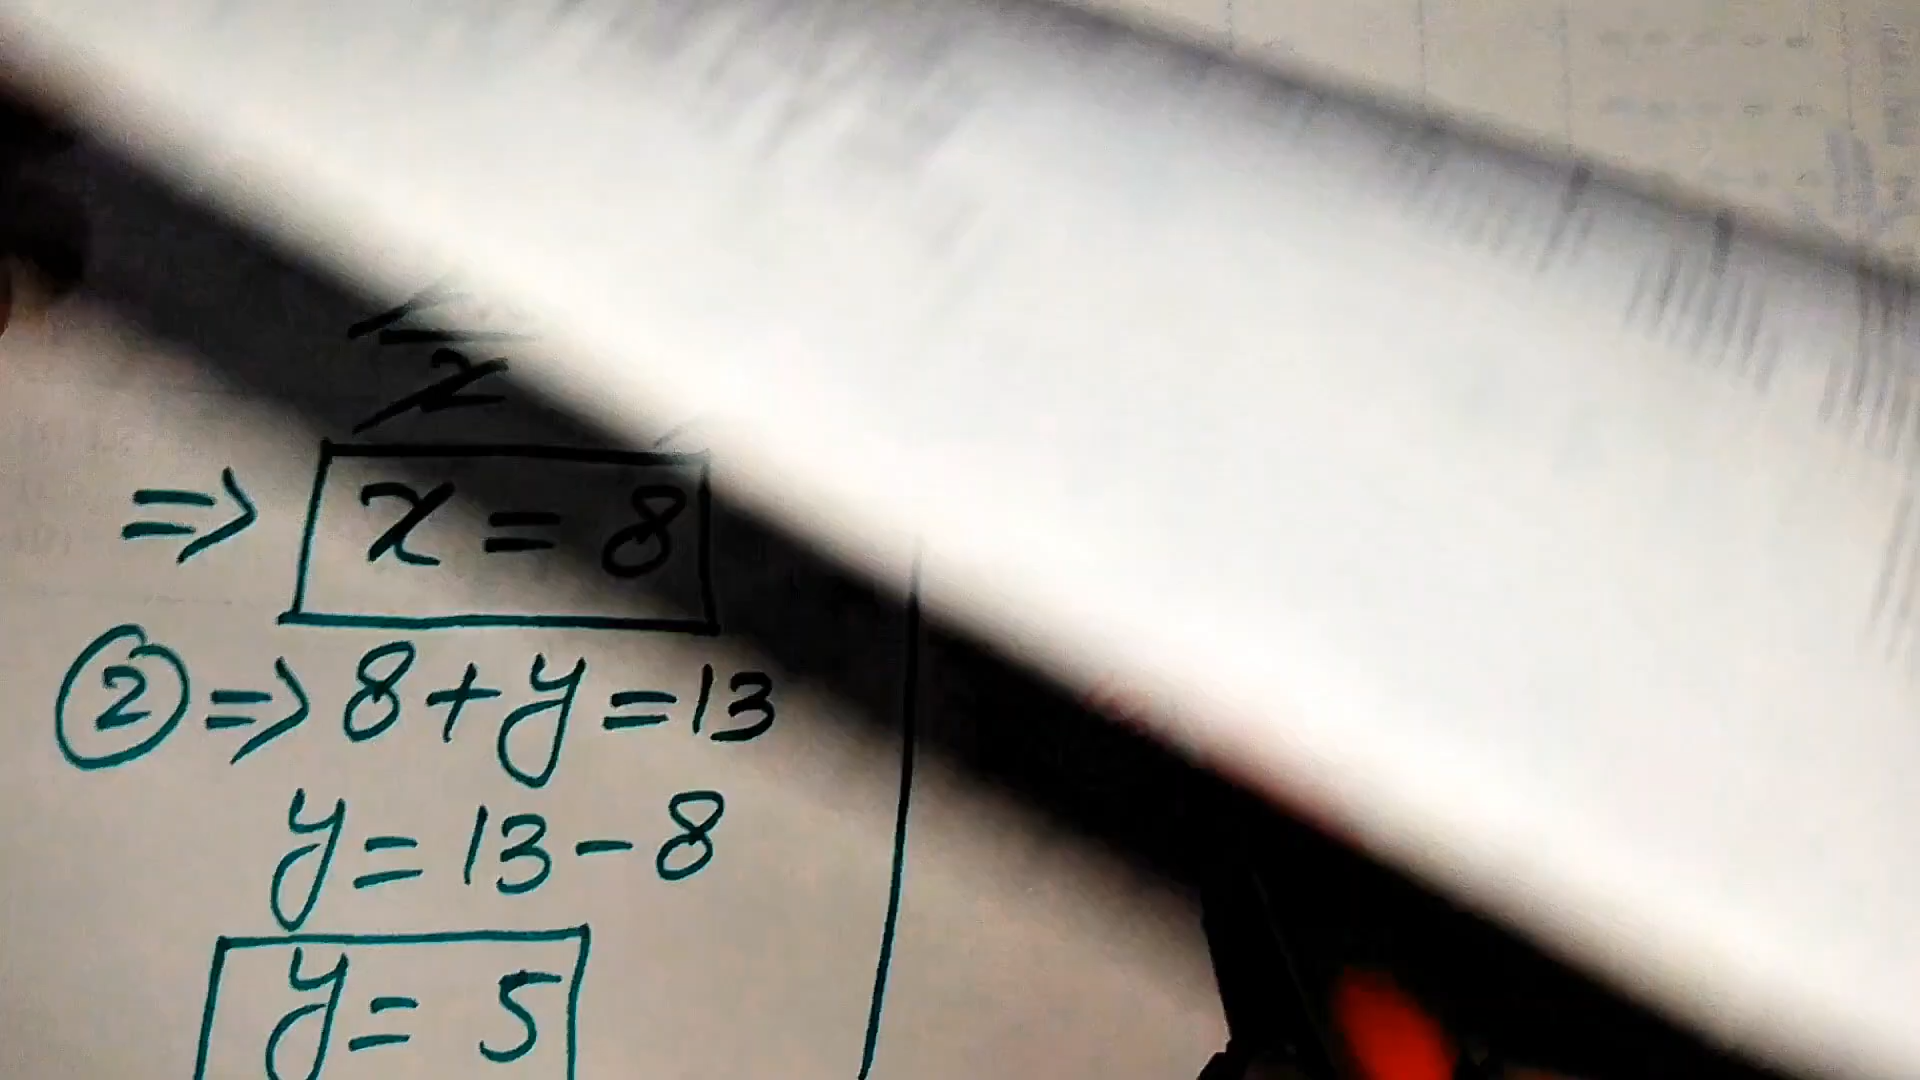 x
=> x = 8
② => 8 + y = 13
y = 13 - 8
y = 5